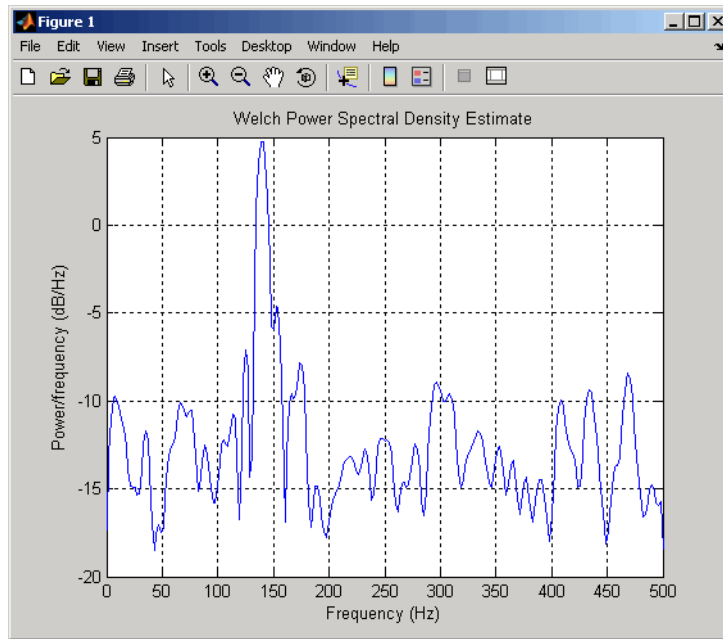 Figure 1
File Edit View Insert Tools Desktop Window Help
Welch Power Spectral Density Estimate
Power/frequency (dB/Hz)
5
0
-5
-10
-15
-20
0 50 100 150 200 250 300 350 400 450 500
Frequency (Hz)